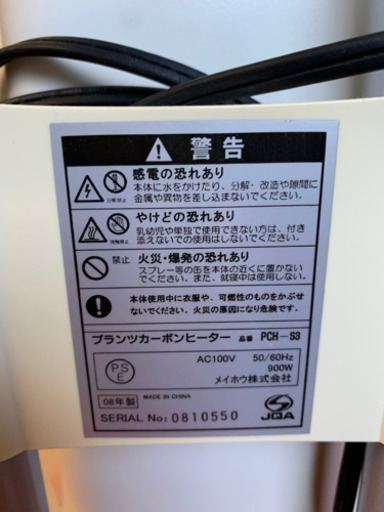 警告
感電の恐れあり
本体に水をかけたり、分解・改造や隙間に
金属や異物を差し込まないでください。
分解禁止
やけどの恐れあり
乳幼児や単独で使用できない方は、付き
添えないでの使用はしないでください。
接触禁止
禁止
火災・爆発の恐れあり
スプレー等の缶を本体の近くに置かない
でください。また、就寝中は使用しない。
本体使用中に衣服や、可燃性のものをかぶせ
ないでください。火災の原因になり危険です。
プランツカーボンヒーター 品番 PCH-S3
PSE
AC100V 50/60Hz
900W
メイホウ株式会社
08年製 MADE IN CHINA
SERIAL No: 0810550
JQA